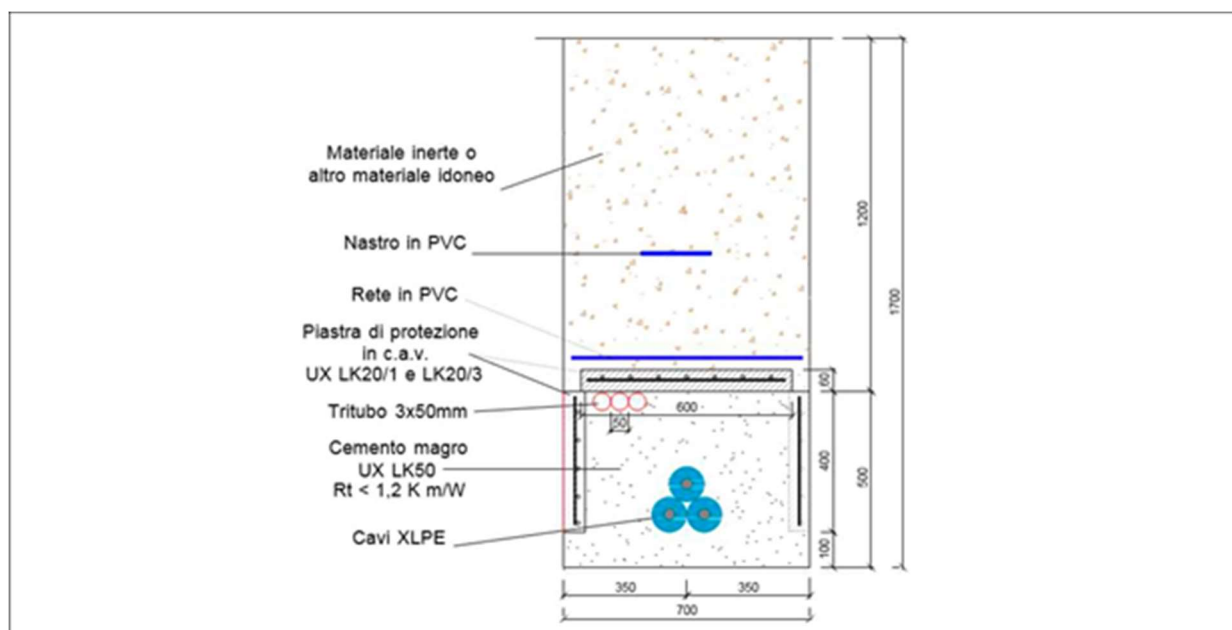 Materiale inerte o
altro materiale idoneo
Nastro in PVC
Rete in PVC
Piastra di protezione
in c.a.v.
UX LK20/1 e LK20/3
Tritubo 3x50mm
Cemento magro
UX LK50
Rt < 1,2 K m/W
Cavi XLPE
1200
1700
60
600
50
400
500
100
350
350
700